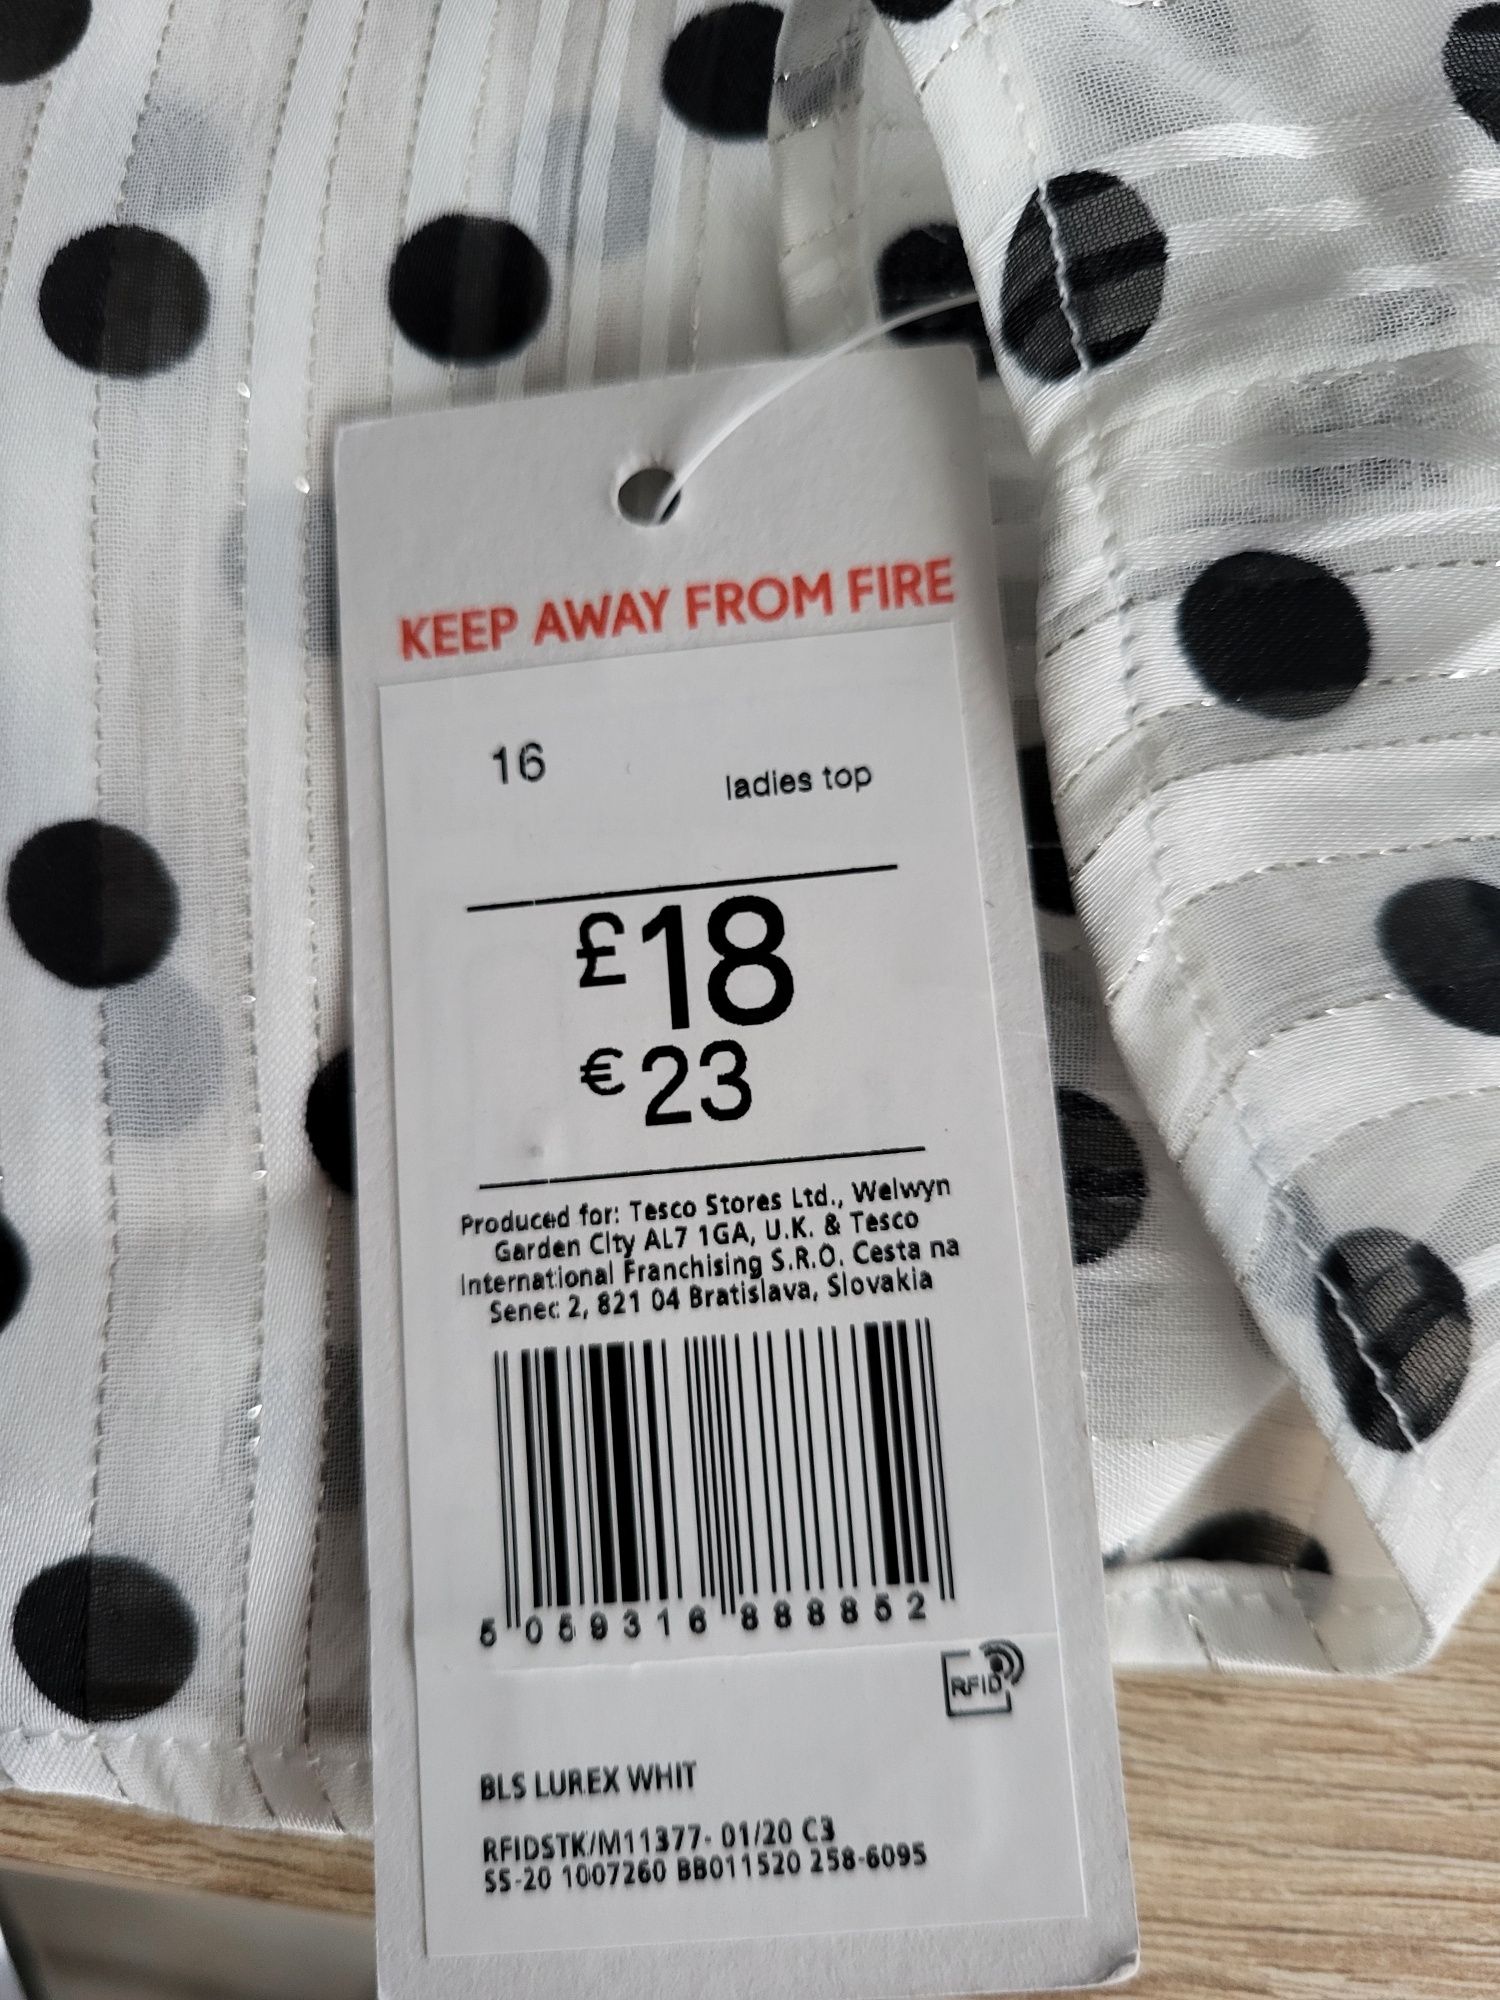 KEEP AWAY FROM FIRE
16
ladies top
£18
€23
Produced for: Tesco Stores Ltd., Welwyn
Garden City AL7 1GA, U.K. & Tesco
International Franchising S.R.O. Cesta na
Senec 2, 821 04 Bratislava, Slovakia
5 059316 888852
RFID
BLS LUREX WHIT
RFIDSTK/M11377- 01/20 C3
SS-20 1007260 BB011520 258-6095